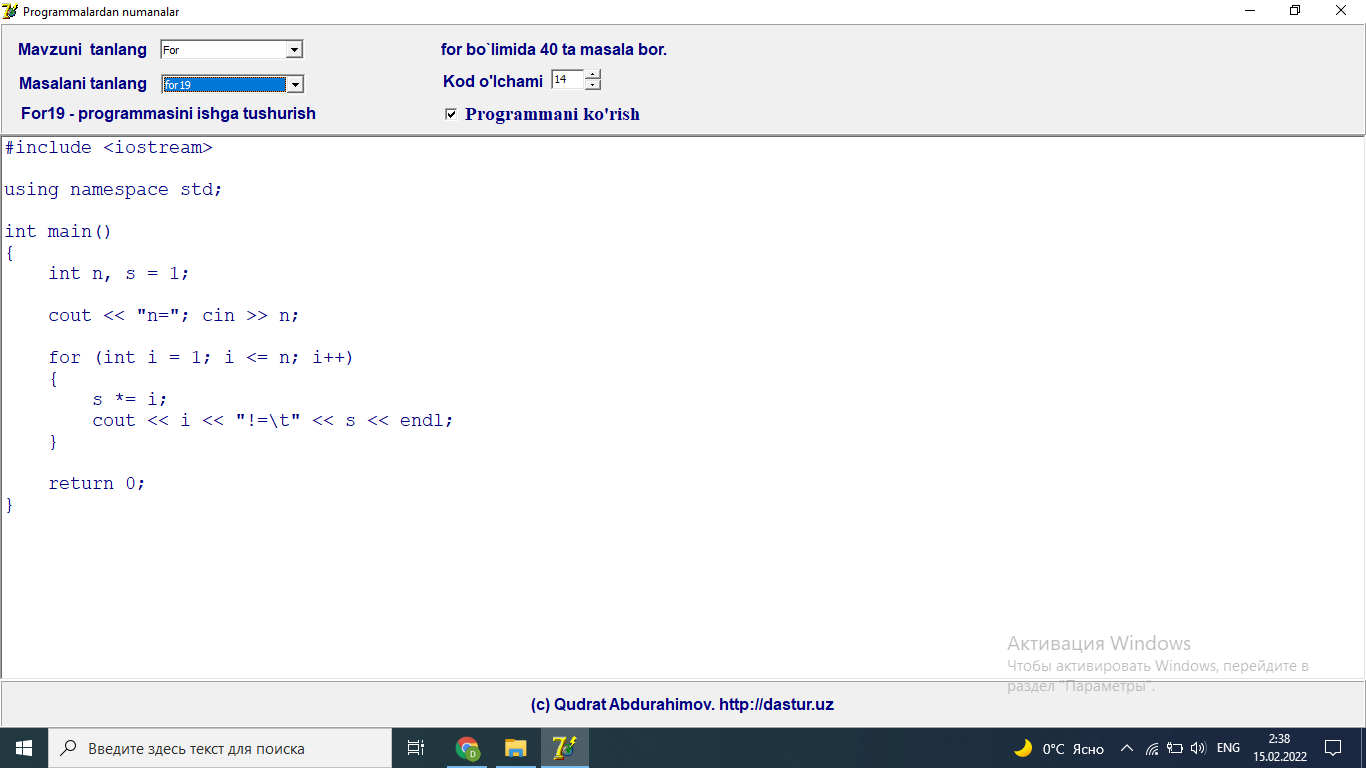 Programmalardan numanalar
Mavzuni tanlang For for bo`limida 40 ta masala bor.
Masalani tanlang for19 Kod o'lchami 14
For19 - programmasini ishga tushurish Programmani ko'rish
#include <iostream>
using namespace std;
int main()
{
    int n, s = 1;
    cout << "n="; cin >> n;
    for (int i = 1; i <= n; i++)
    {
        s *= i;
        cout << i << "!=\t" << s << endl;
    }
    return 0;
}
Активация Windows
Чтобы активировать Windows, перейдите в
раздел "Параметры".
(c) Qudrat Abdurahimov. http://dastur.uz
Введите здесь текст для поиска D 7 0°C Ясно ENG 2:38
15.02.2022